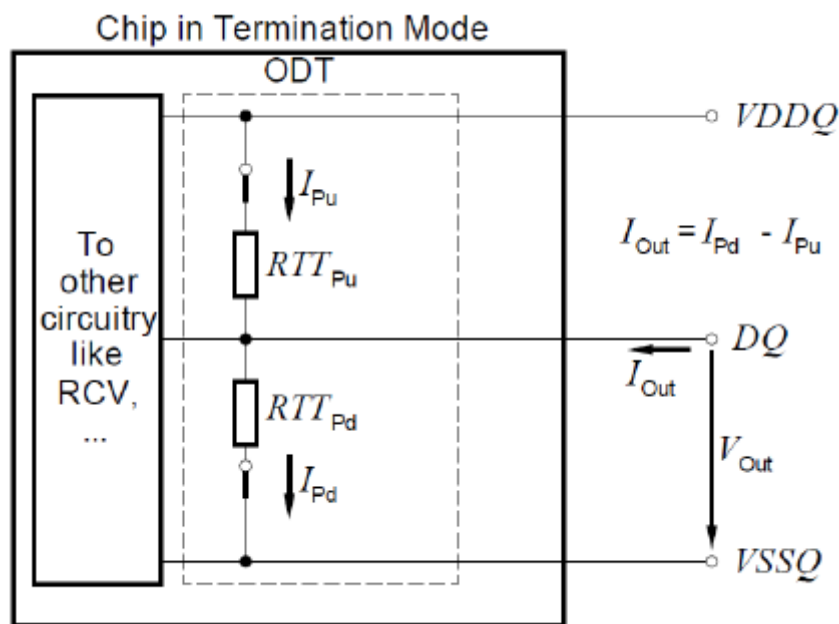 Chip in Termination Mode
ODT
VDDQ
I_Pu
I_Out = I_Pd - I_Pu
RTT_Pu
To
other
circuitry
like
RCV,
...
DQ
I_Out
RTT_Pd
V_Out
I_Pd
VSSQ